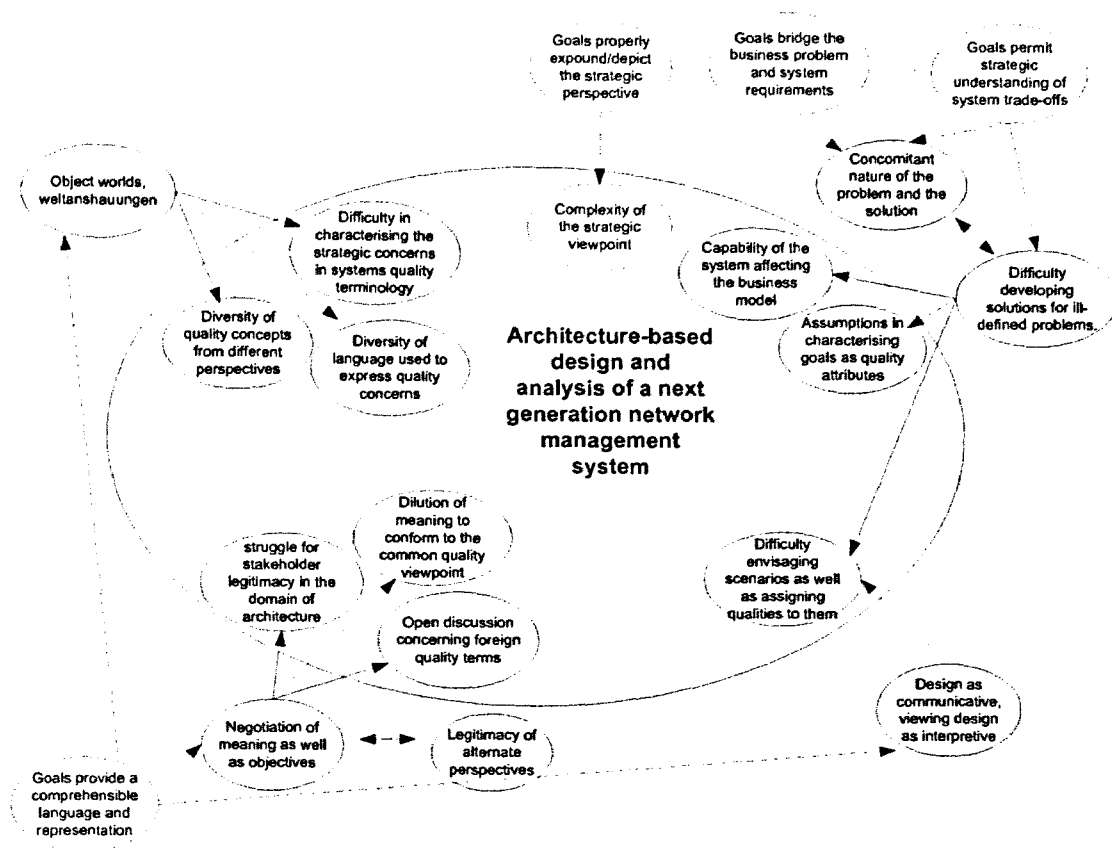 Goals properly
expound/depict
the strategic
perspective
Goals bridge the
business problem
and system
requirements
Goals permit
strategic
understanding of
system trade-offs
Object worlds,
weltanshauungen
Concomitant
nature of the
problem and the
solution
Complexity of
the strategic
viewpoint
Difficulty in
characterising the
strategic concerns
in systems quality
terminology
Capability of the
system affecting
the business
model
Difficulty
developing
solutions for ill-
defined problems.
Diversity of
quality concepts
from different
perspectives
Diversity of
language used to
express quality
concerns
Assumptions in
characterising
goals as quality
attributes
Architecture-based
design and
analysis of a next
generation network
management
system
Dilution of
meaning to
conform to the
common quality
viewpoint
struggle for
stakeholder
legitimacy in the
domain of
architecture
Open discussion
concerning foreign
quality terms
Difficulty
envisaging
scenarios as well
as assigning
qualities to them
Negotiation of
meaning as well
as objectives
Legitimacy of
alternate
perspectives
Design as
communicative,
viewing design
as interpretive
Goals provide a
comprehensible
language and
representation